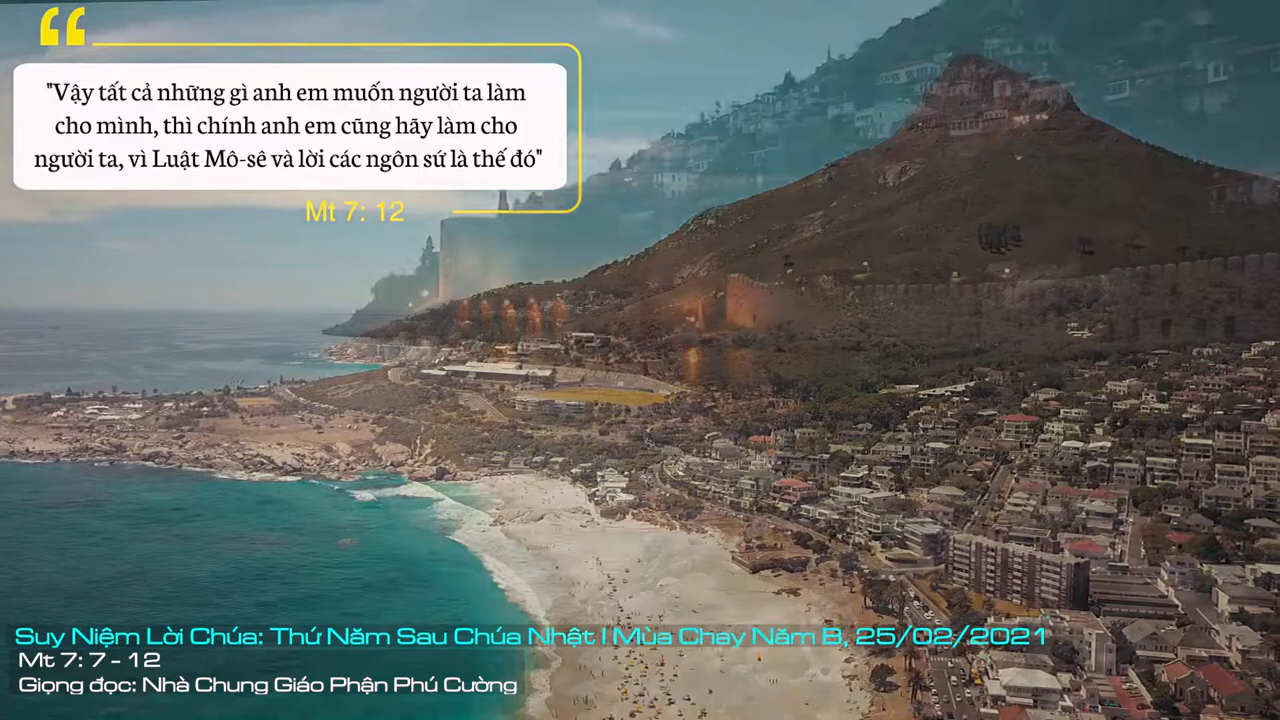 "Vậy tất cả những gì anh em muốn người ta làm
cho mình, thì chính anh em cũng hãy làm cho
người ta, vì Luật Mô-sê và lời các ngôn sứ là thế đó"
Mt 7: 12
Suy Niệm Lời Chúa: Thứ Năm Sau Chúa Nhật I Mùa Chay Năm B, 25/02/2021
Mt 7: 7 - 12
Giọng đọc: Nhà Chung Giáo Phận Phú Cường